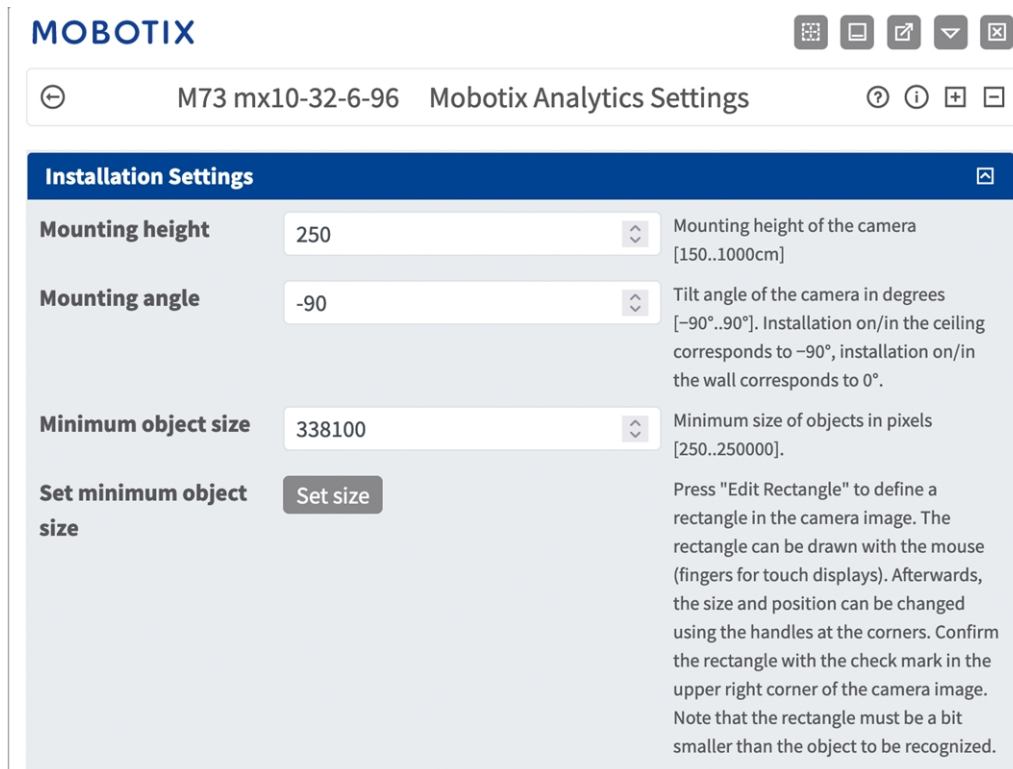 MOBOTIX
M73 mx10-32-6-96 Mobotix Analytics Settings
Installation Settings
Mounting height
250
Mounting height of the camera
[150..1000cm]
Mounting angle
-90
Tilt angle of the camera in degrees
[−90°..90°]. Installation on/in the ceiling
corresponds to −90°, installation on/in
the wall corresponds to 0°.
Minimum object size
338100
Minimum size of objects in pixels
[250..250000].
Set minimum object
size
Set size
Press "Edit Rectangle" to define a
rectangle in the camera image. The
rectangle can be drawn with the mouse
(fingers for touch displays). Afterwards,
the size and position can be changed
using the handles at the corners. Confirm
the rectangle with the check mark in the
upper right corner of the camera image.
Note that the rectangle must be a bit
smaller than the object to be recognized.